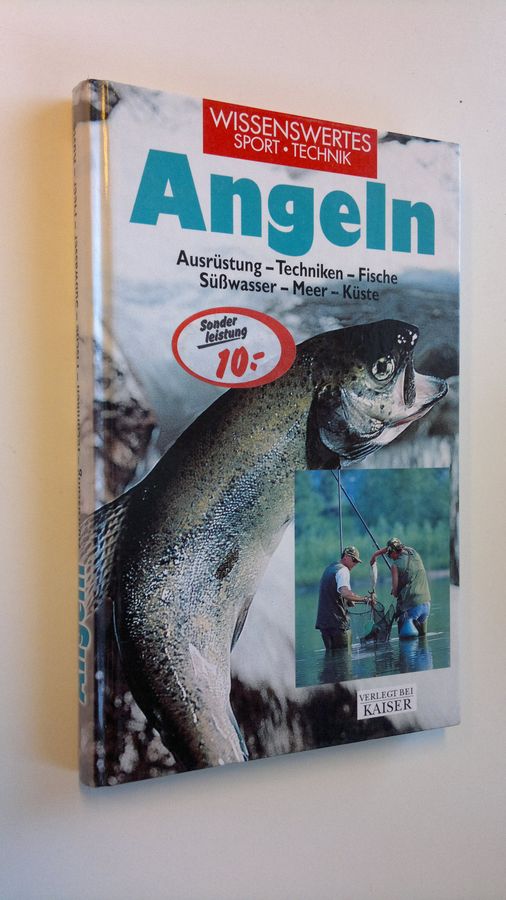 WISSENSWERTES
SPORT • TECHNIK
Angeln
Ausrüstung – Techniken – Fische
Süßwasser – Meer – Küste
Sonder
leistung
10.-
VERLEGT BEI
KAISER
Angeln